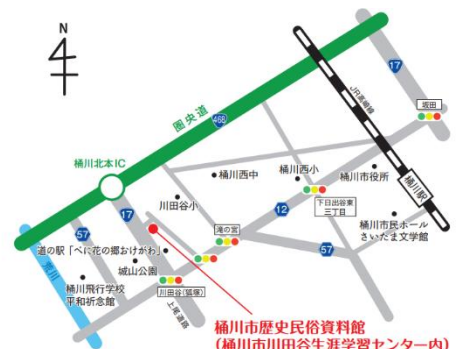 N
17
坂田
JR高崎線
圏央道
468
桶川北本IC
桶川西中
桶川西小
桶川市役所
桶川駅
川田谷小
57
17
12
下日出谷東
三丁目
滝の宮
桶川市民ホール
さいたま文学館
57
道の駅「べに花の郷おけがわ」
荒川
城山公園
桶川飛行学校
平和祈念館
川田谷(狐塚)
上尾道路
桶川市歴史民俗資料館
(桶川市川田谷生涯学習センター内)